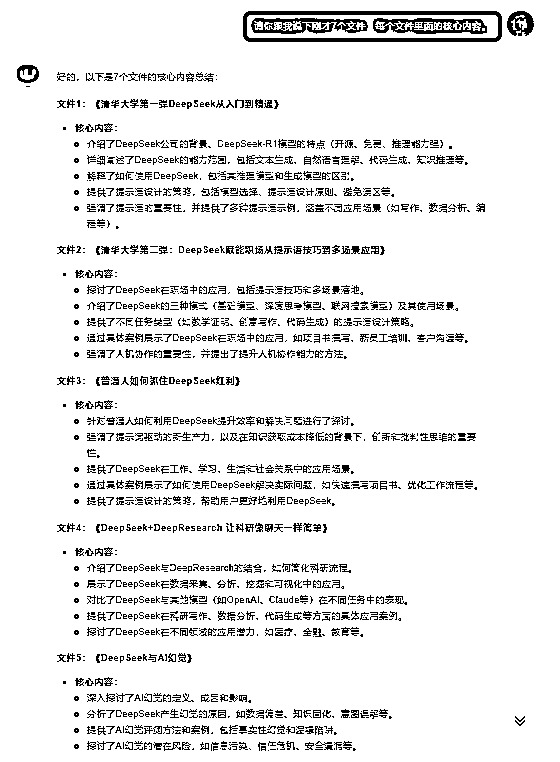 请你跟我说下刚才7个文件 每个文件里面的核心内容。
好的，以下是7个文件的核心内容总结：
文件1：《清华大学第一弹DeepSeek从入门到精通》
核心内容：
介绍了DeepSeek公司的背景、DeepSeek-R1模型的特点（开源、免费、推理能力强）。
详细阐述了DeepSeek的能力范围，包括文本生成、自然语言理解、代码生成、知识推理等。
解释了如何使用DeepSeek，包括其推理模型和生成模型的区别。
提供了提示语设计的策略，包括模型选择、提示语设计原则、避免误区等。
强调了提示语的重要性，并提供了多种提示语示例，涵盖不同应用场景（如写作、数据分析、编
程等）。
文件2：《清华大学第二弹：DeepSeek赋能职场从提示语技巧到多场景应用》
核心内容：
探讨了DeepSeek在职场中的应用，包括提示语技巧和多场景落地。
介绍了DeepSeek的三种模式（基础模型、深度思考模型、联网搜索模型）及其使用场景。
提供了不同任务类型（如数学证明、创意写作、代码生成）的提示语设计策略。
通过具体案例展示了DeepSeek在职场中的应用，如项目书撰写、新员工培训、客户沟通等。
强调了人机协作的重要性，并提出了提升人机协作能力的方法。
文件3：《普通人如何抓住DeepSeek红利》
核心内容：
针对普通人如何利用DeepSeek提升效率和解决问题进行了探讨。
强调了提示词驱动的新生产力，以及在知识获取成本降低的背景下，创新和批判性思维的重要
性。
提供了DeepSeek在工作、学习、生活和社会关系中的应用场景。
通过具体案例展示了如何使用DeepSeek解决实际问题，如快速撰写项目书、优化工作流程等。
提供了提示语设计的策略，帮助用户更好地利用DeepSeek。
文件4：《DeepSeek+DeepResearch 让科研像聊天一样简单》
核心内容：
介绍了DeepSeek与DeepResearch的结合，如何简化科研流程。
展示了DeepSeek在数据采集、分析、挖掘和可视化中的应用。
对比了DeepSeek与其他模型（如OpenAI、Claude等）在不同任务中的表现。
提供了DeepSeek在科研写作、数据分析、代码生成等方面的具体应用案例。
探讨了DeepSeek在不同领域的应用潜力，如医疗、金融、教育等。
文件5：《DeepSeek与AI幻觉》
核心内容：
深入探讨了AI幻觉的定义、成因和影响。
分析了DeepSeek产生幻觉的原因，如数据偏差、知识固化、意图误解等。
提供了AI幻觉评测方法和案例，包括事实性幻觉和逻辑陷阱。
探讨了AI幻觉的潜在风险，如信息污染、信任危机、安全漏洞等。